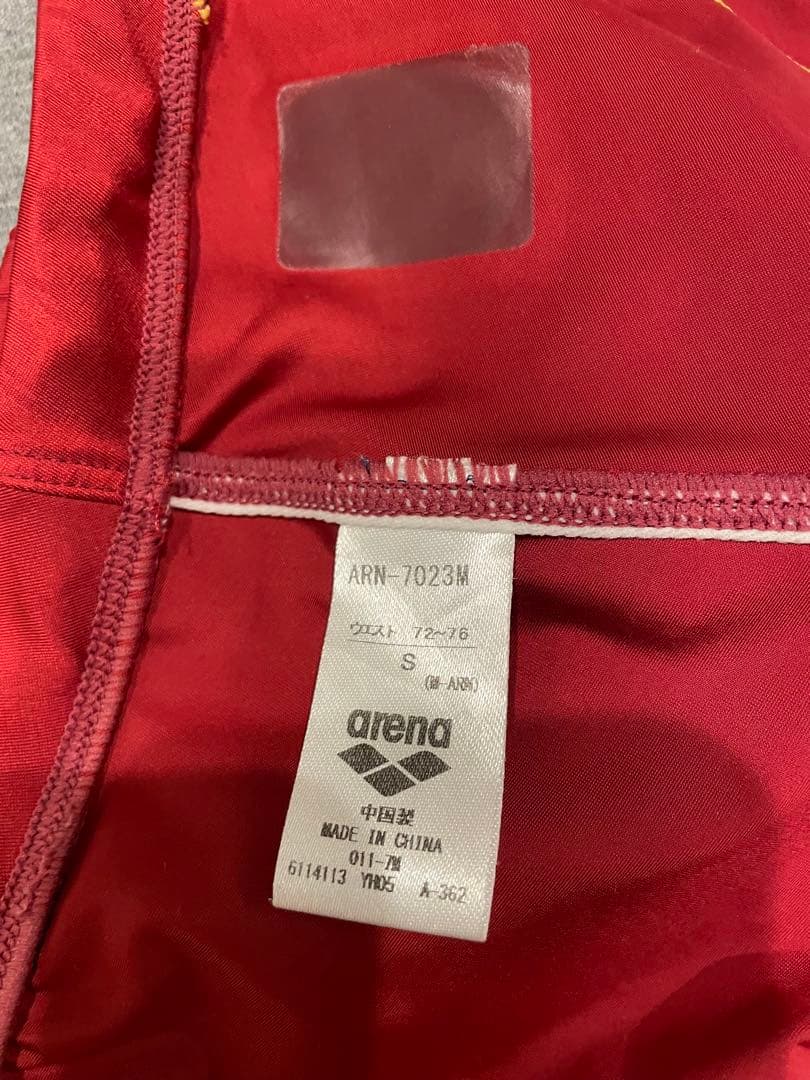 ARN-7023M
ウエスト 72~76
S
(M-ARM)
arena
中国製
MADE IN CHINA
011-7M
6114113 YH05 A-362